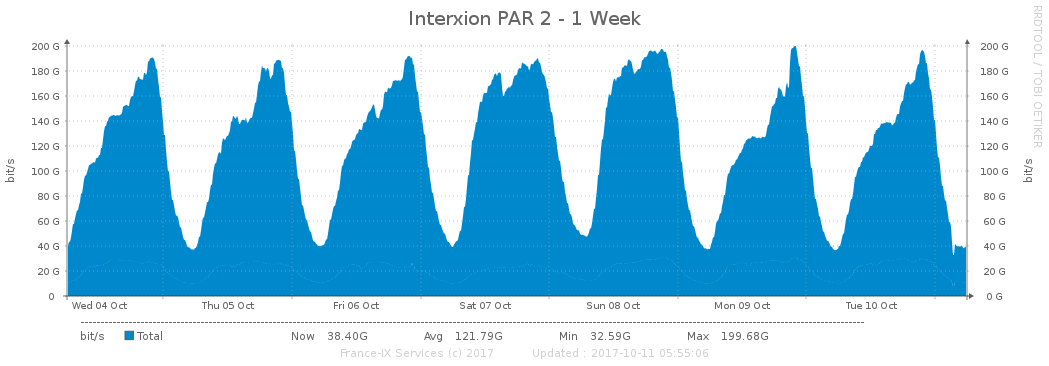 Interxion PAR 2 - 1 Week
RRDTOOL / TOBI OETIKER
200 G 200 G
180 G 180 G
160 G 160 G
140 G 140 G
120 G 120 G
100 G 100 G
80 G 80 G
60 G 60 G
40 G 40 G
20 G 20 G
0 0 G
bit/s bit/s
Wed 04 Oct Thu 05 Oct Fri 06 Oct Sat 07 Oct Sun 08 Oct Mon 09 Oct Tue 10 Oct
bit/s Total Now 38.40G Avg 121.79G Min 32.59G Max 199.68G
France-IX Services (c) 2017 Updated : 2017-10-11 05:55:06